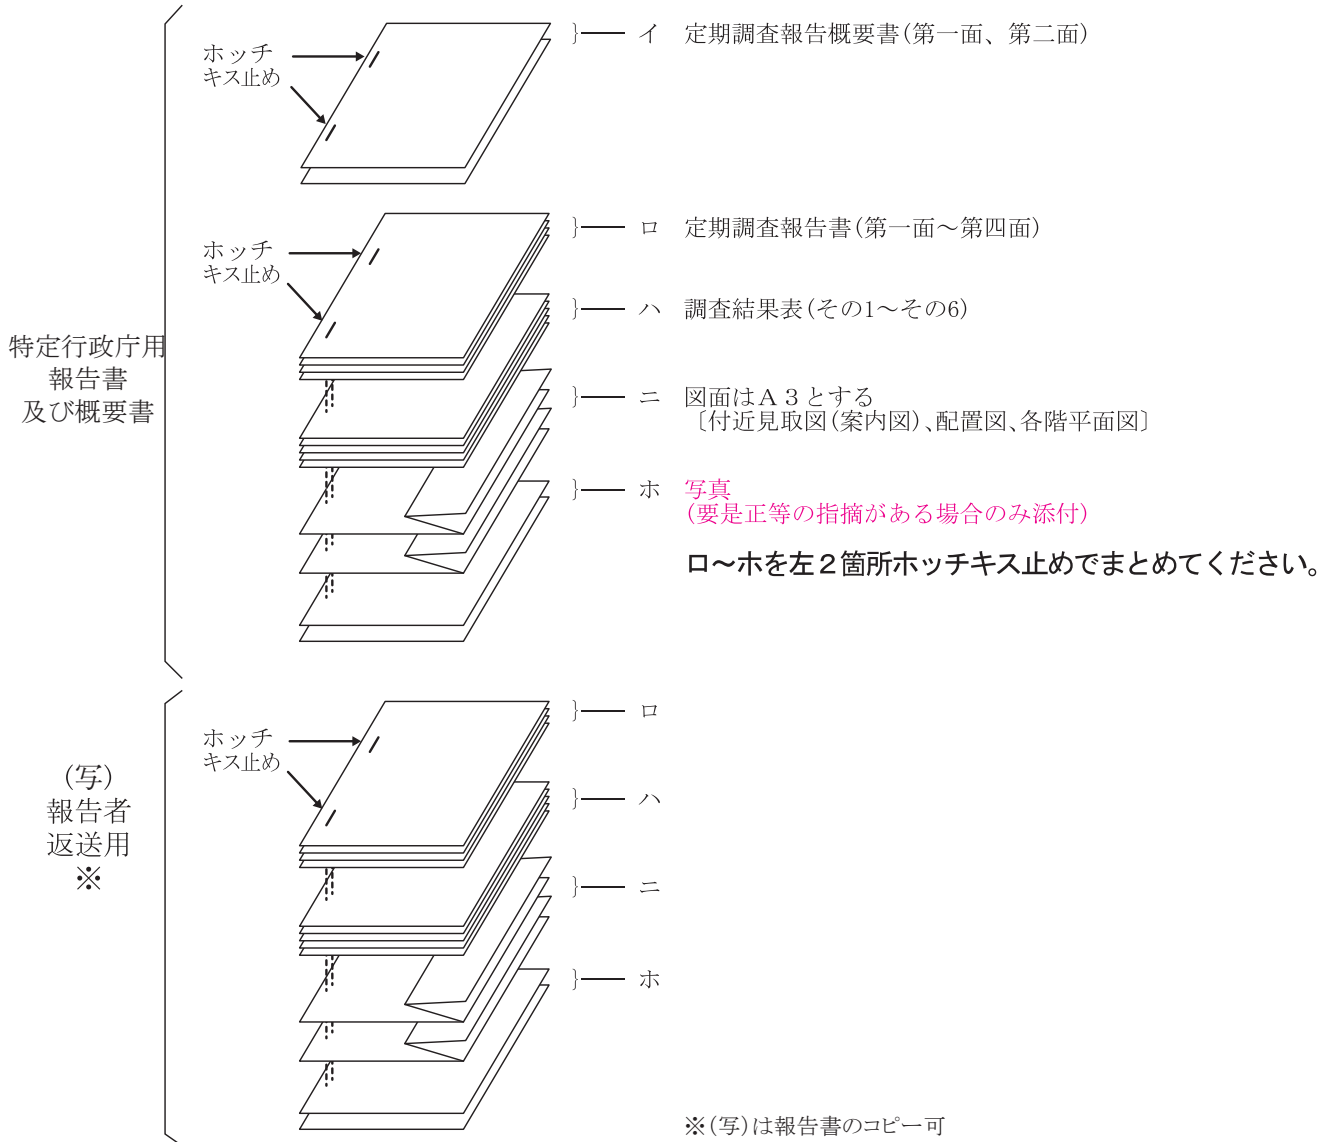 ホッチ
キス止め
イ 定期調査報告概要書(第一面、第二面)
ホッチ
キス止め
ロ 定期調査報告書(第一面～第四面)
ハ 調査結果表(その1～その6)
特定行政庁用
報告書
及び概要書
ニ 図面はA3とする
〔付近見取図(案内図)、配置図、各階平面図〕
ホ 写真
(要是正等の指摘がある場合のみ添付)
ロ～ホを左2箇所ホッチキス止めでまとめてください。
ホッチ
キス止め
ロ
(写)
報告者
返送用
※
ハ
ニ
ホ
※(写)は報告書のコピー可